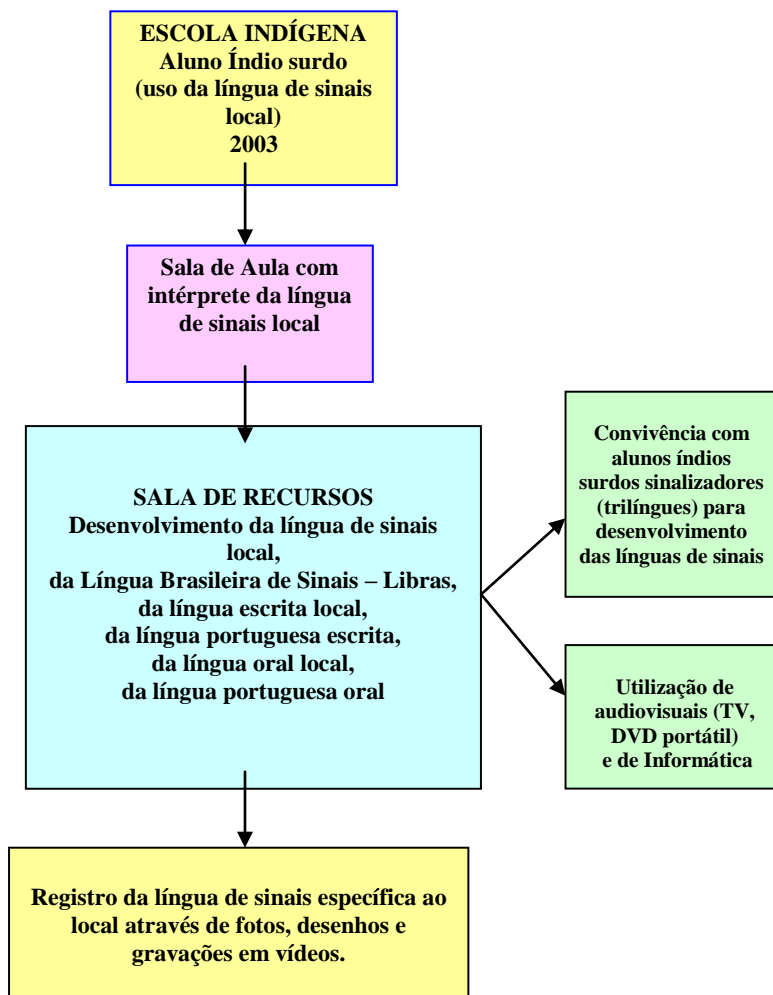 ESCOLA INDÍGENA
Aluno Índio surdo
(uso da língua de sinais
local)
2003
Sala de Aula com
intérprete da língua
de sinais local
SALA DE RECURSOS
Desenvolvimento da língua de sinais
local,
da Língua Brasileira de Sinais – Libras,
da língua escrita local,
da língua portuguesa escrita,
da língua oral local,
da língua portuguesa oral
Convivência com
alunos índios
surdos sinalizadores
(trilíngues) para
desenvolvimento
das línguas de sinais
Utilização de
audiovisuais (TV,
DVD portátil)
e de Informática
Registro da língua de sinais específica ao
local através de fotos, desenhos e
gravações em vídeos.